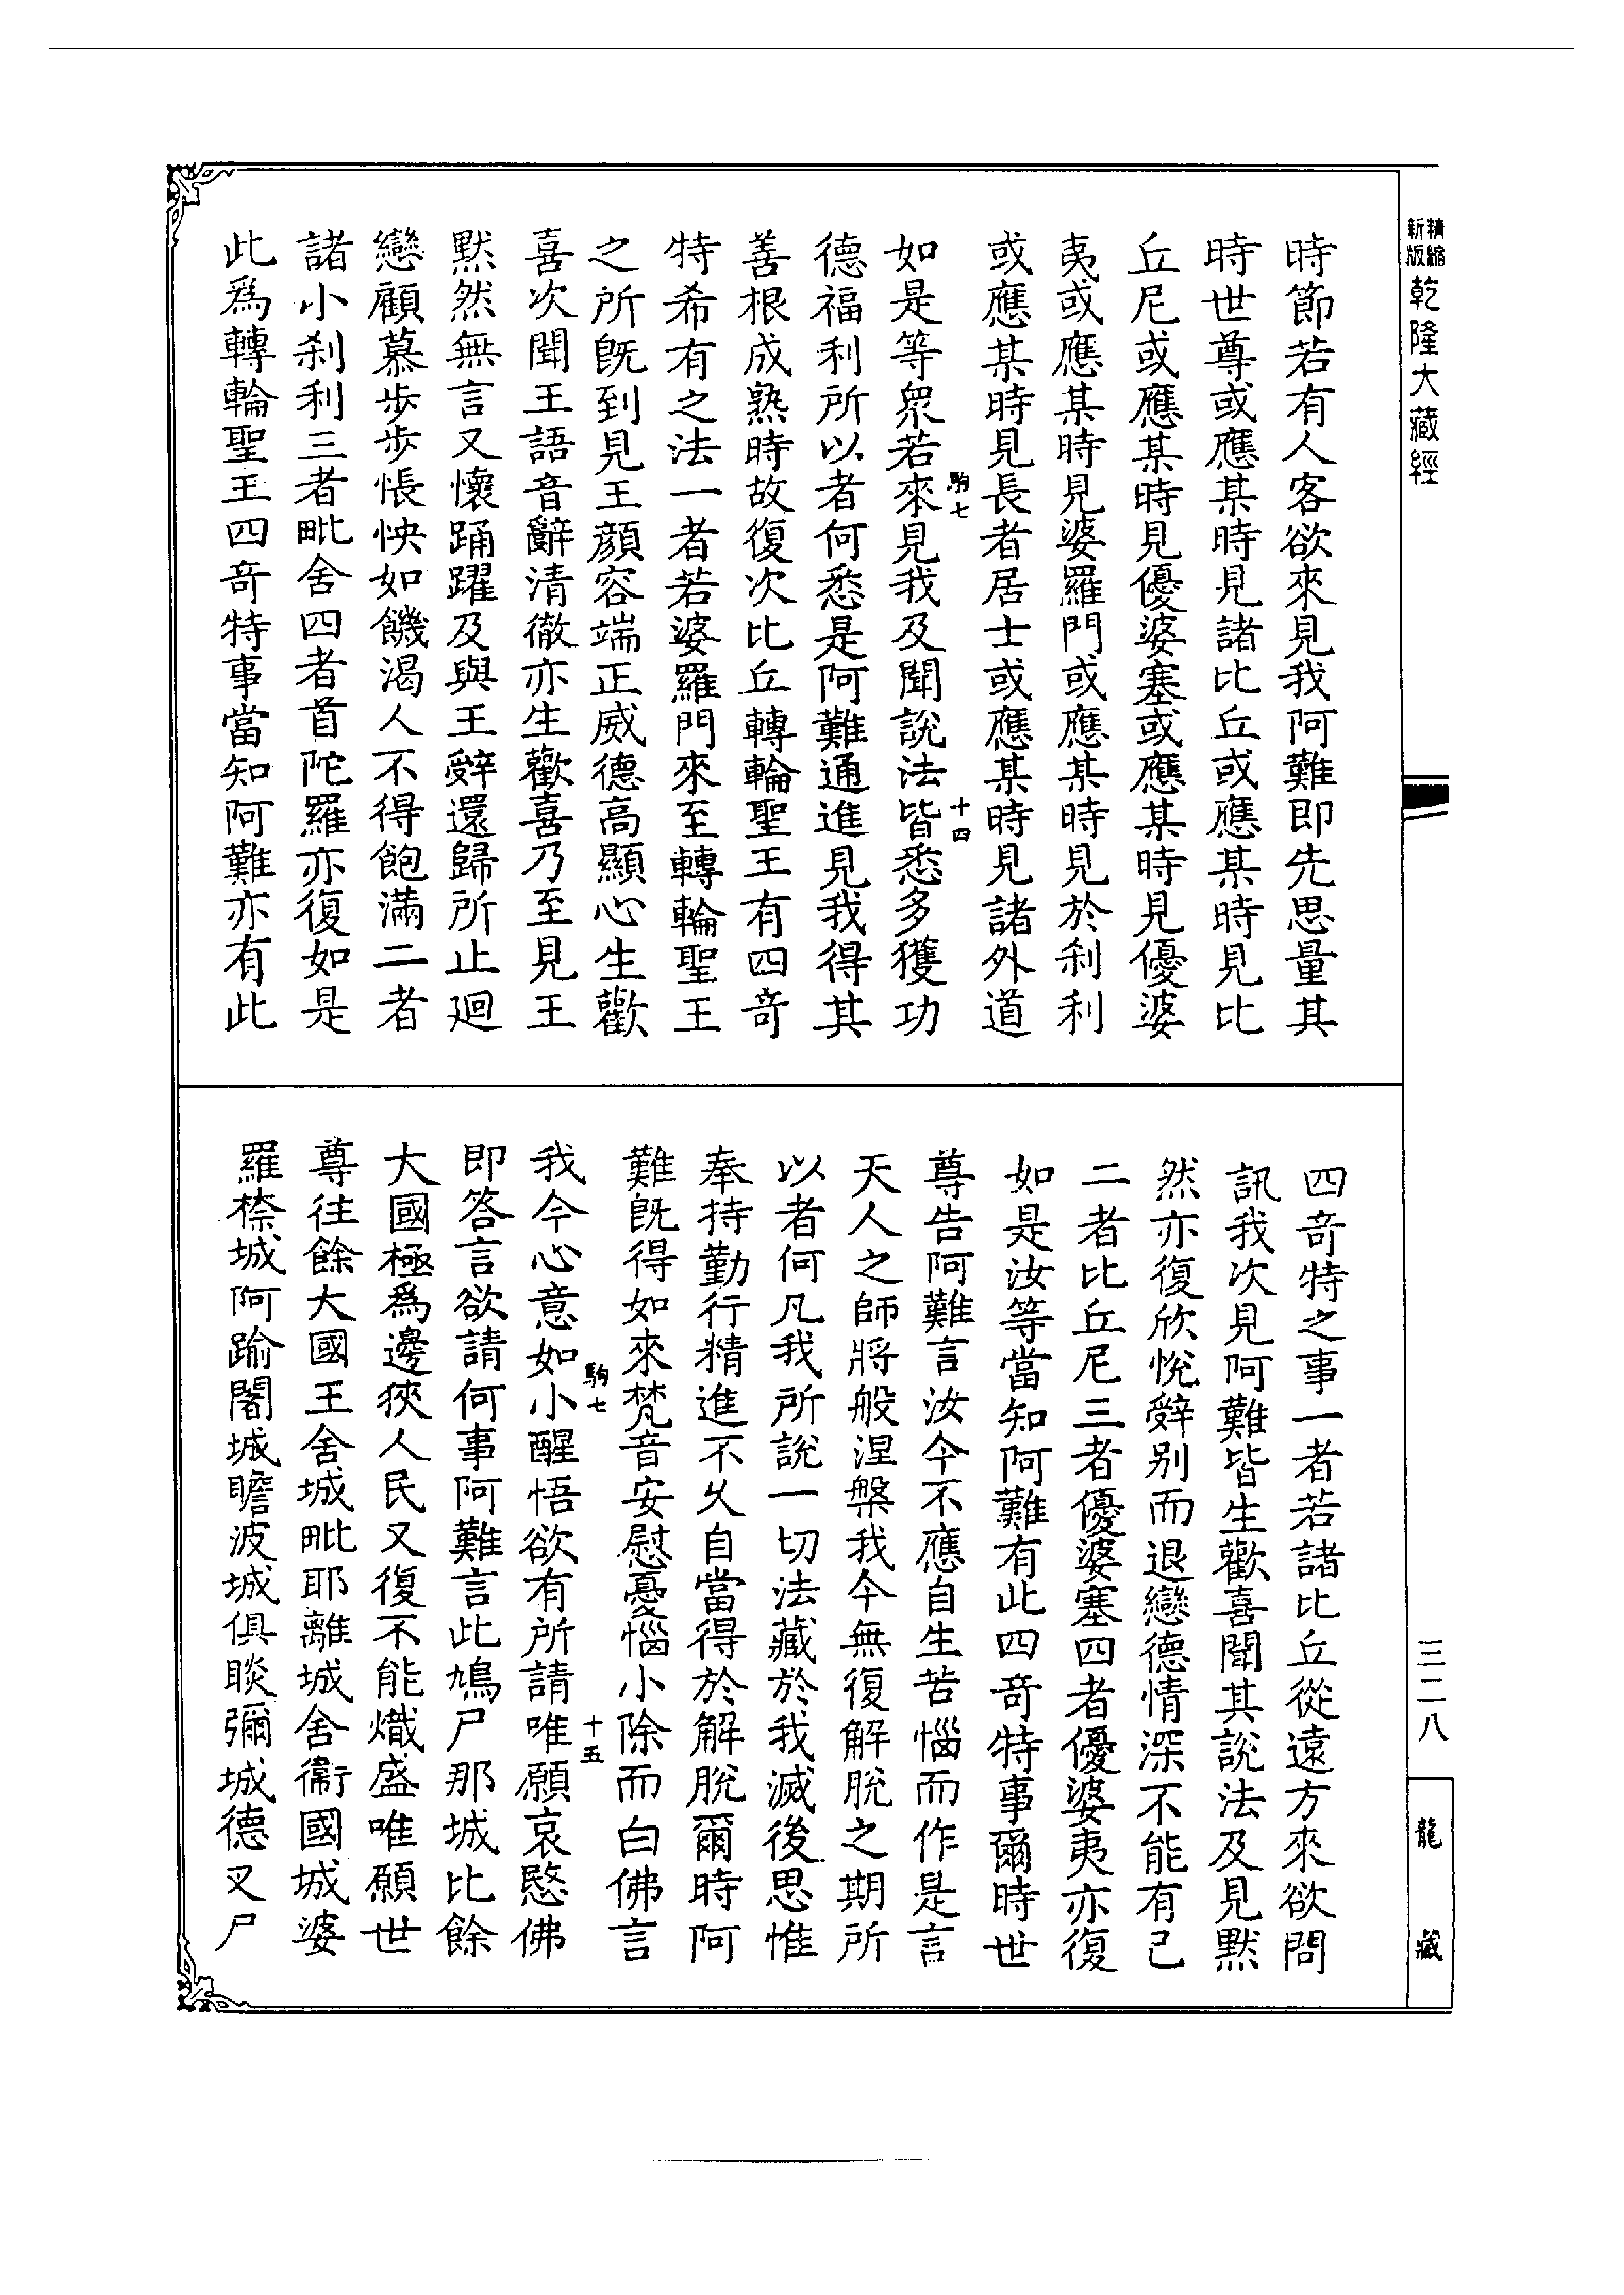 新版精縮
乾隆大藏經
時節若有人客欲來見我阿難即先思量其
時世尊或應某時見諸比丘或應某時見比
丘尼或應某時見優婆塞或應某時見優婆
夷或應某時見婆羅門或應某時見於刹利
或應某時見長者居士或應某時見諸外道
駒七
十四
如是等眾若來見我及聞說法皆悉多獲功
德福利所以者何悉是阿難通進見我得其
善根成熟時故復次比丘轉輪聖王有四奇
特希有之法一者若婆羅門來至轉輪聖王
之所既到見王顏容端正威德高顯心生歡
喜次聞王語音辭清徹亦生歡喜乃至見王
默然無言又懷踊躍及與王辭還歸所止迴
戀顧慕步步悵怏如饑渴人不得飽滿二者
諸小刹利三者毗舍四者首陀羅亦復如是
此為轉輪聖王四奇特事當知阿難亦有此
四奇特之事一者若諸比丘從遠方來欲問
訊我次見阿難皆生歡喜聞其說法及見默
然亦復欣悅辭別而退戀德情深不能有已
二者比丘尼三者優婆塞四者優婆夷亦復
如是汝等當知阿難有此四奇特事爾時世
尊告阿難言汝今不應自生苦惱而作是言
天人之師將般涅槃我今無復解脫之期所
以者何凡我所說一切法藏於我滅後思惟
奉持勤行精進不久自當得於解脫爾時阿
難既得如來梵音安慰憂惱小除而白佛言
駒七
十五
我今心意如小醒悟欲有所請唯願哀愍佛
即答言欲請何事阿難言此鳩尸那城比餘
大國極為邊狹人民又復不能熾盛唯願世
尊往餘大國王舍城毗耶離城舍衞國城婆
羅㮈城阿踰闍城瞻波城俱睒彌城德叉尸
三二八
龍藏